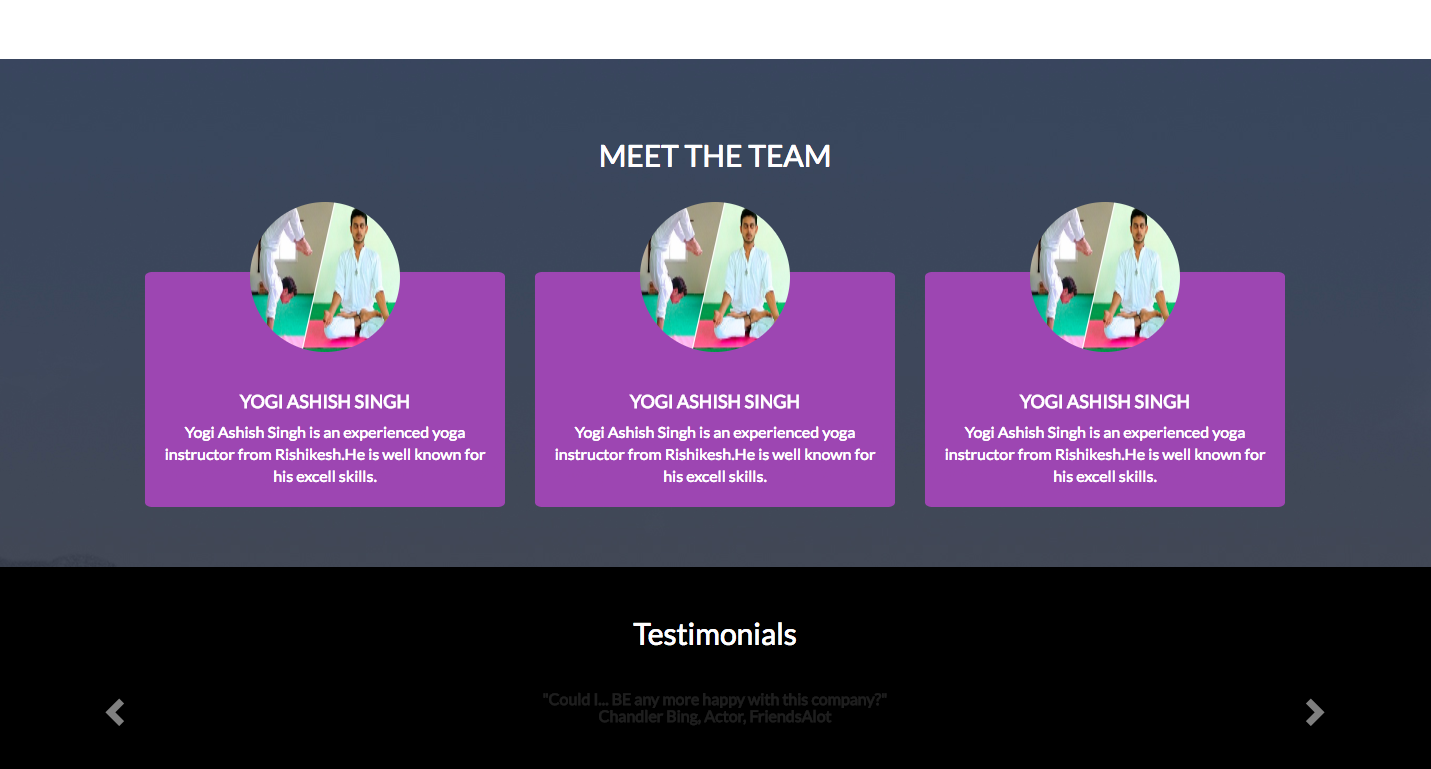 MEET THE TEAM
YOGI ASHISH SINGH
Yogi Ashish Singh is an experienced yoga
instructor from Rishikesh.He is well known for
his excell skills.
YOGI ASHISH SINGH
Yogi Ashish Singh is an experienced yoga
instructor from Rishikesh.He is well known for
his excell skills.
YOGI ASHISH SINGH
Yogi Ashish Singh is an experienced yoga
instructor from Rishikesh.He is well known for
his excell skills.
Testimonials
"Could I... BE any more happy with this company?"
Chandler Bing, Actor, FriendsAlot